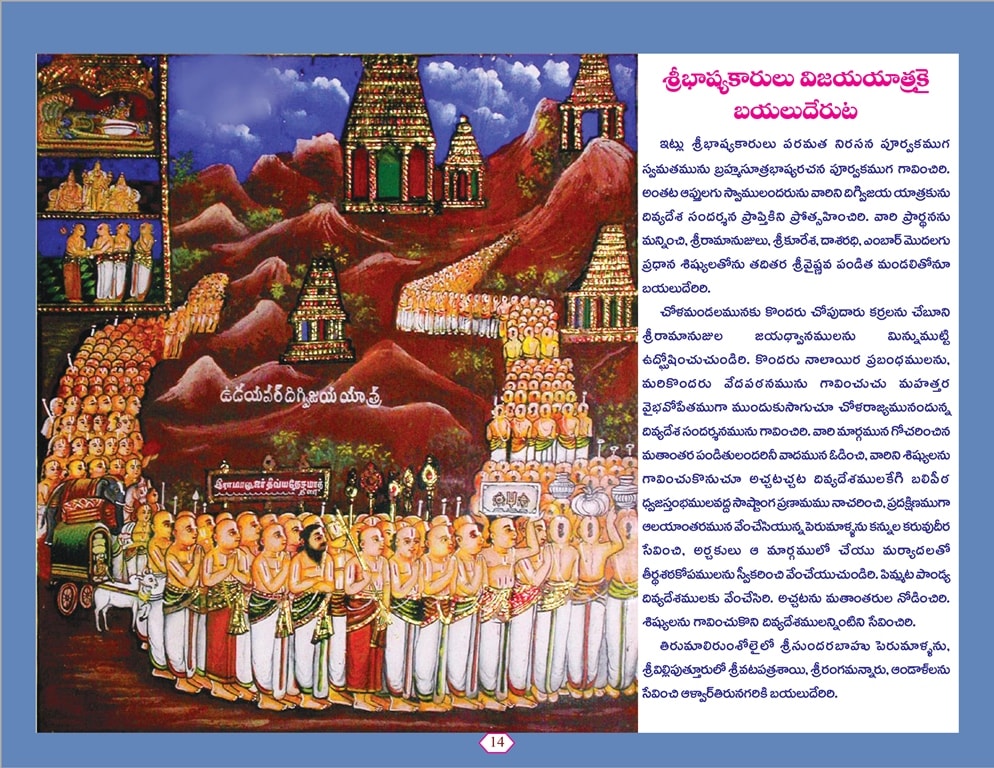 శ్రీభాష్యకారులు విజయయాత్రకై
బయలుదేరుట
ఇట్లు శ్రీభాష్యకారులు పరమత నిరసన పూర్వకముగ
స్వమతమును బ్రహ్మసూత్రభాష్యరచన పూర్వకముగ గావించిరి.
అంతట ఆప్తులగు స్వాములందరును వారిని దిగ్విజయ యాత్రకును
దివ్యదేశ సందర్శన ప్రాప్తికిని ప్రోత్సహించిరి. వారి ప్రార్థనను
మన్నించి, శ్రీరామానుజులు, శ్రీకూరేశ, దాశరధి, ఎంబార్ మొదలగు
ప్రధాన శిష్యులతోను తదితర శ్రీవైష్ణవ పండిత మండలితోనూ
బయలుదేరిరి.
చోళమండలమునకు కొందరు చోపుదారు కర్రలను చేబూని
శ్రీరామానుజుల జయధ్వానములను మిన్నుముట్టి
ఉద్ఘోషించుచుండిరి. కొందరు నాలాయిర ప్రబంధములను,
మరికొందరు వేదపఠనమును గావించుచు మహత్తర
వైభవోపేతముగా ముందుకుసాగుచూ చోళరాజ్యమునందున్న
దివ్యదేశ సందర్శనమును గావించిరి. వారి మార్గమున గోచరించిన
మతాంతర పండితులందరినీ వాదమున ఓడించి, వారిని శిష్యులను
గావించుకొనుచూ అచ్చటచ్చట దివ్యదేశములకేగి బలిపీఠ
ధ్వజస్తంభములవద్ద సాష్టాంగ ప్రణామము నాచరించి, ప్రదక్షిణముగా
ఆలయాంతరమున వేంచేసియున్న పెరుమాళ్ళను కన్నుల కరువుదీర
సేవించి, అర్చకులు ఆ మార్గములో చేయు మర్యాదలతో
తీర్థశఠకోపములను స్వీకరించి వేంచేయుచుండిరి. పిమ్మట పాండ్య
దివ్యదేశములకు వేంచేసిరి. అచ్చటను మతాంతరుల నోడించిరి.
శిష్యులను గావించుకొని దివ్యదేశములన్నింటిని సేవించిరి.
తిరుమాలిరుంశోలైలో శ్రీసుందరబాహు పెరుమాళ్ళను,
శ్రీవిల్లిపుత్తూరులో శ్రీవటపత్రశాయి, శ్రీరంగమన్నారు, ఆండాళ్‌లను
సేవించి ఆళ్వార్‌తిరునగరికి బయలుదేరిరి.
ఉడయవర్ దిగ్విజయ యాత్ర
14